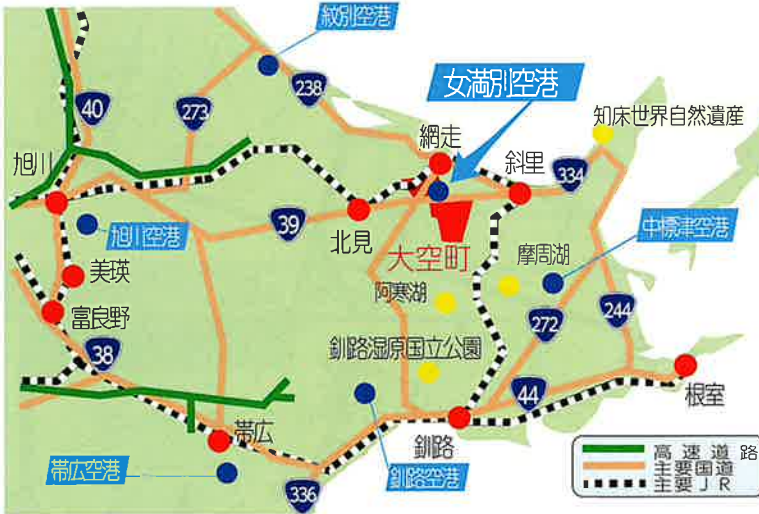 紋別空港
238
女満別空港
40
273
知床世界自然遺産
網走
旭川
斜里
334
39
旭川空港
北見
中標津空港
大空町
摩周湖
美瑛
阿寒湖
富良野
272
244
釧路湿原国立公園
38
44
根室
帯広
釧路
高速道路
帯広空港
釧路空港
主要国道
336
主要JR